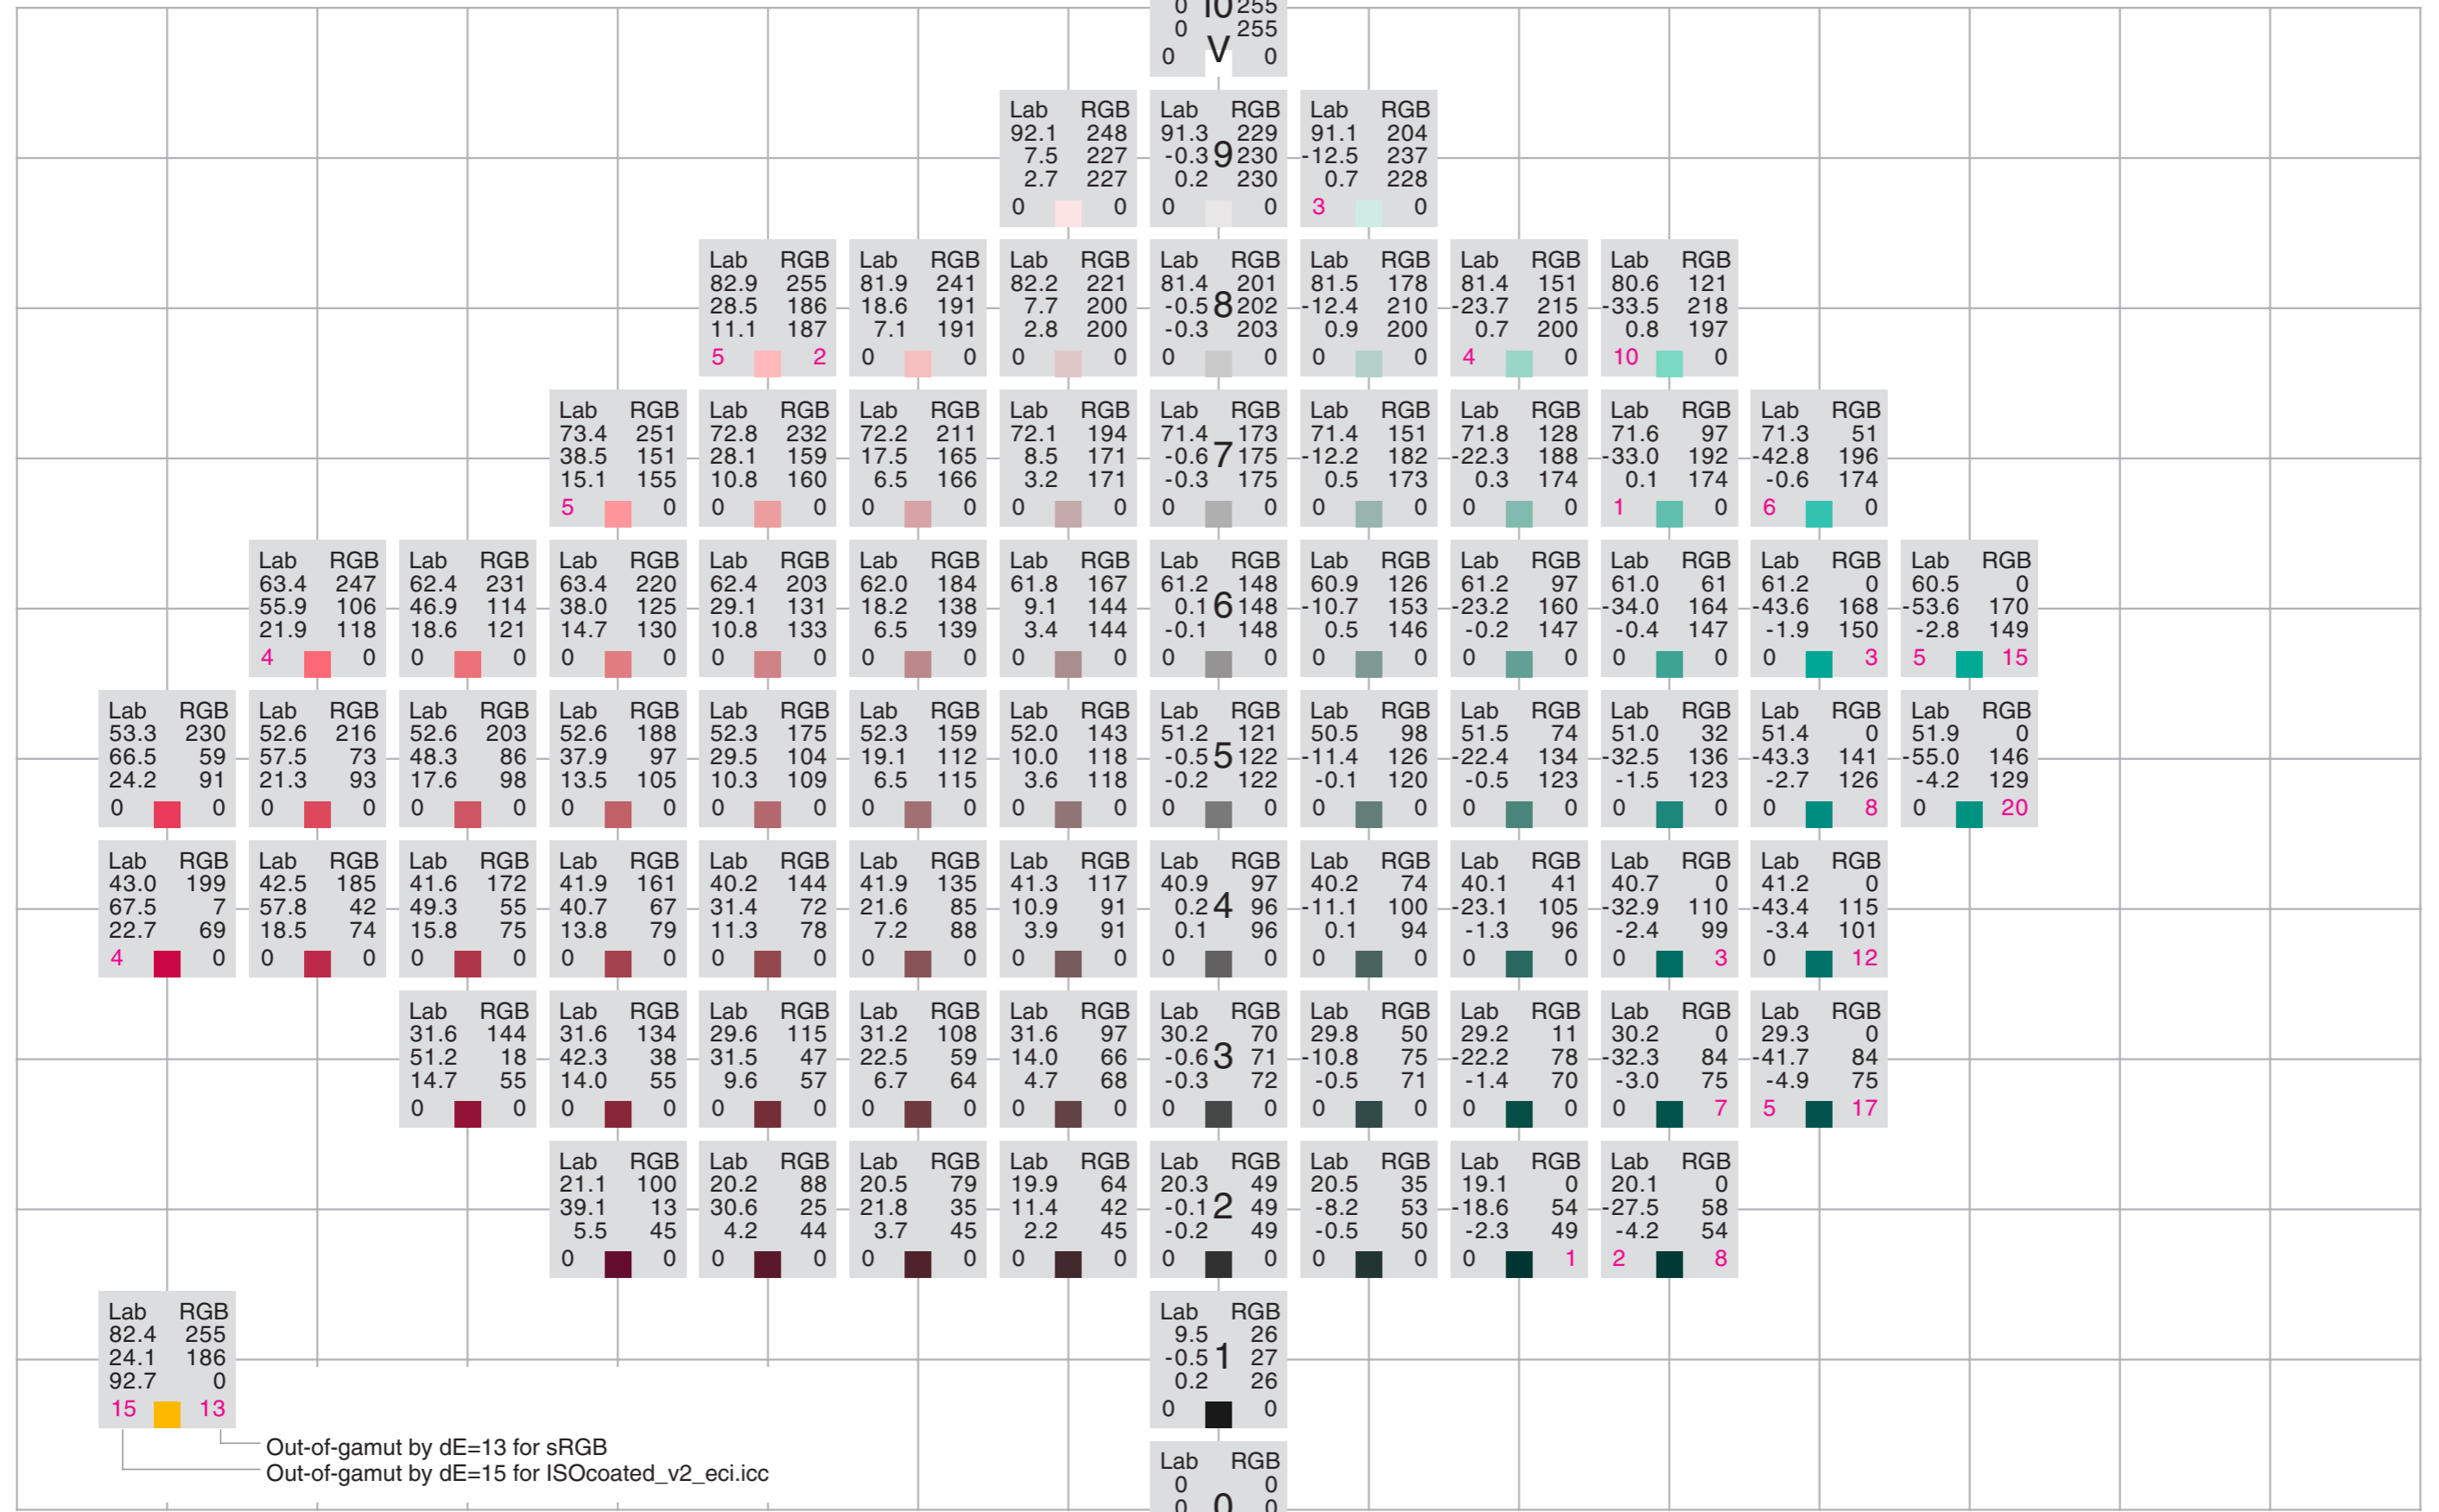 0 10 255
0 255
V
0 0
Lab RGB Lab RGB Lab RGB
92.1 248 91.3 229 91.1 204
7.5 227 -0.3 9 230 -12.5 237
2.7 227 0.2 230 0.7 228
0 0 0 0 3 0
Lab RGB Lab RGB Lab RGB Lab RGB Lab RGB Lab RGB Lab RGB
82.9 255 81.9 241 82.2 221 81.4 201 81.5 178 81.4 151 80.6 121
28.5 186 18.6 191 7.7 200 -0.5 8 202 -12.4 210 -23.7 215 -33.5 218
11.1 187 7.1 191 2.8 200 -0.3 203 0.9 200 0.7 200 0.8 197
5 2 0 0 0 0 0 0 0 0 4 0 10 0
Lab RGB Lab RGB Lab RGB Lab RGB Lab RGB Lab RGB Lab RGB Lab RGB Lab RGB
73.4 251 72.8 232 72.2 211 72.1 194 71.4 173 71.4 151 71.8 128 71.6 97 71.3 51
38.5 151 28.1 159 17.5 165 8.5 171 -0.6 7 175 -12.2 182 -22.3 188 -33.0 192 -42.8 196
15.1 155 10.8 160 6.5 166 3.2 171 -0.3 175 0.5 173 0.3 174 0.1 174 -0.6 174
5 0 0 0 0 0 0 0 0 0 0 0 0 0 1 0 6 0
Lab RGB Lab RGB Lab RGB Lab RGB Lab RGB Lab RGB Lab RGB Lab RGB Lab RGB Lab RGB Lab RGB Lab RGB
63.4 247 62.4 231 63.4 220 62.4 203 62.0 184 61.8 167 61.2 148 60.9 126 61.2 97 61.0 61 61.2 0 60.5 0
55.9 106 46.9 114 38.0 125 29.1 131 18.2 138 9.1 144 0.1 6 148 -10.7 153 -23.2 160 -34.0 164 -43.6 168 -53.6 170
21.9 118 18.6 121 14.7 130 10.8 133 6.5 139 3.4 144 -0.1 148 0.5 146 -0.2 147 -0.4 147 -1.9 150 -2.8 149
4 0 0 0 0 0 0 0 0 0 0 0 0 0 0 0 0 0 0 0 0 3 5 15
Lab RGB Lab RGB Lab RGB Lab RGB Lab RGB Lab RGB Lab RGB Lab RGB Lab RGB Lab RGB Lab RGB Lab RGB Lab RGB
53.3 230 52.6 216 52.6 203 52.6 188 52.3 175 52.3 159 52.0 143 51.2 121 50.5 98 51.5 74 51.0 32 51.4 0 51.9 0
66.5 59 57.5 73 48.3 86 37.9 97 29.5 104 19.1 112 10.0 118 -0.5 5 122 -11.4 126 -22.4 134 -32.5 136 -43.3 141 -55.0 146
24.2 91 21.3 93 17.6 98 13.5 105 10.3 109 6.5 115 3.6 118 -0.2 122 -0.1 120 -0.5 123 -1.5 123 -2.7 126 -4.2 129
0 0 0 0 0 0 0 0 0 0 0 0 0 0 0 0 0 0 0 0 0 0 0 8 0 20
Lab RGB Lab RGB Lab RGB Lab RGB Lab RGB Lab RGB Lab RGB Lab RGB Lab RGB Lab RGB Lab RGB Lab RGB
43.0 199 42.5 185 41.6 172 41.9 161 40.2 144 41.9 135 41.3 117 40.9 97 40.2 74 40.1 41 40.7 0 41.2 0
67.5 7 57.8 42 49.3 55 40.7 67 31.4 72 21.6 85 10.9 91 0.2 4 96 -11.1 100 -23.1 105 -32.9 110 -43.4 115
22.7 69 18.5 74 15.8 75 13.8 79 11.3 78 7.2 88 3.9 91 0.1 96 0.1 94 -1.3 96 -2.4 99 -3.4 101
4 0 0 0 0 0 0 0 0 0 0 0 0 0 0 0 0 0 0 0 0 3 0 12
Lab RGB Lab RGB Lab RGB Lab RGB Lab RGB Lab RGB Lab RGB Lab RGB Lab RGB Lab RGB
31.6 144 31.6 134 29.6 115 31.2 108 31.6 97 30.2 70 29.8 50 29.2 11 30.2 0 29.3 0
51.2 18 42.3 38 31.5 47 22.5 59 14.0 66 -0.6 3 71 -10.8 75 -22.2 78 -32.3 84 -41.7 84
14.7 55 14.0 55 9.6 57 6.7 64 4.7 68 -0.3 72 -0.5 71 -1.4 70 -3.0 75 -4.9 75
0 0 0 0 0 0 0 0 0 0 0 0 0 0 0 0 0 7 5 17
Lab RGB Lab RGB Lab RGB Lab RGB Lab RGB Lab RGB Lab RGB Lab RGB
21.1 100 20.2 88 20.5 79 19.9 64 20.3 49 20.5 35 19.1 0 20.1 0
39.1 13 30.6 25 21.8 35 11.4 42 -0.1 2 49 -8.2 53 -18.6 54 -27.5 58
5.5 45 4.2 44 3.7 45 2.2 45 -0.2 49 -0.5 50 -2.3 49 -4.2 54
0 0 0 0 0 0 0 0 0 0 0 0 0 1 2 8
Lab RGB Lab RGB
82.4 255 9.5 26
24.1 186 -0.5 1 27
92.7 0 0.2 26
15 13 0 0
Out-of-gamut by dE=13 for sRGB
Out-of-gamut by dE=15 for ISOcoated_v2_eci.icc
Lab RGB
0 0
0 0 0